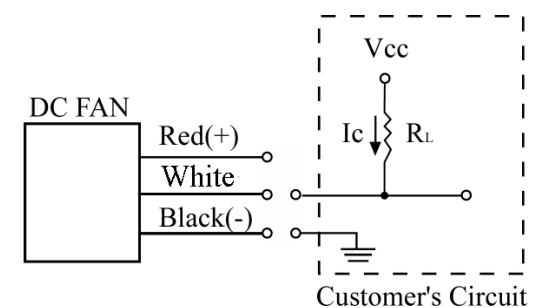 Vcc
DC FAN
Ic
RL
Red(+)
White
Black(-)
Customer's Circuit